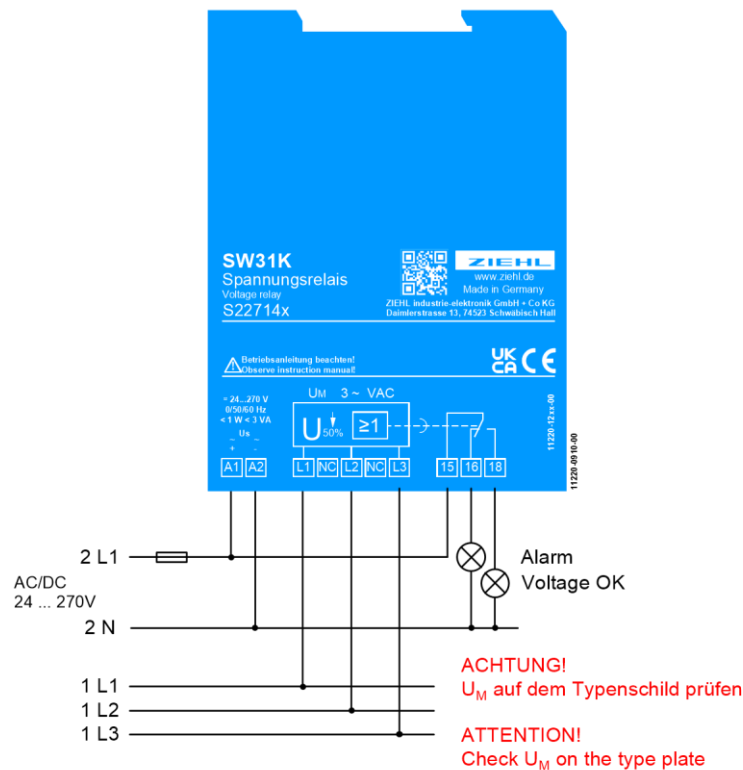 SW31K
Spannungsrelais
Voltage relay
S22714x
ZIEHL
www.ziehl.de
Made in Germany
ZIEHL industrie-elektronik GmbH + Co KG
Daimlerstrasse 13, 74523 Schwäbisch Hall
Betriebsanleitung beachten!
Observe instruction manual!
UK
CA CE
= 24...270 V
0/50/60 Hz
< 1 W < 3 VA
Us
~ ~
+ -
UM 3 ~ VAC
U 50% ≥1
A1 A2 L1 NC L2 NC L3 15 16 18
11220-12xx-00
11220-0910-00
2 L1
Alarm
Voltage OK
AC/DC
24 ... 270V
2 N
1 L1
1 L2
1 L3
ACHTUNG!
UM auf dem Typenschild prüfen
ATTENTION!
Check UM on the type plate